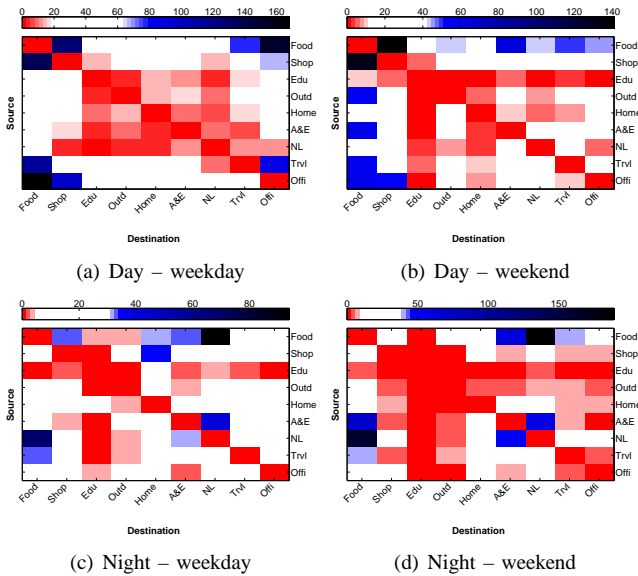 0 20 40 60 80 100 120 140 160
0 20 40 60 80 100 120 140
Food
Shop
Edu
Outd
Home
A&E
NL
Trvl
Offi
Source
Food Shop Edu Outd Home A&E NL Trvl Offi
Destination
Food
Shop
Edu
Outd
Home
A&E
NL
Trvl
Offi
Source
Food Shop Edu Outd Home A&E NL Trvl Offi
Destination
(a) Day – weekday
(b) Day – weekend
0 20 40 60 80
0 50 100 150
Food
Shop
Edu
Outd
Home
A&E
NL
Trvl
Offi
Source
Food Shop Edu Outd Home A&E NL Trvl Offi
Destination
Food
Shop
Edu
Outd
Home
A&E
NL
Trvl
Offi
Source
Food Shop Edu Outd Home A&E NL Trvl Offi
Destination
(c) Night – weekday
(d) Night – weekend